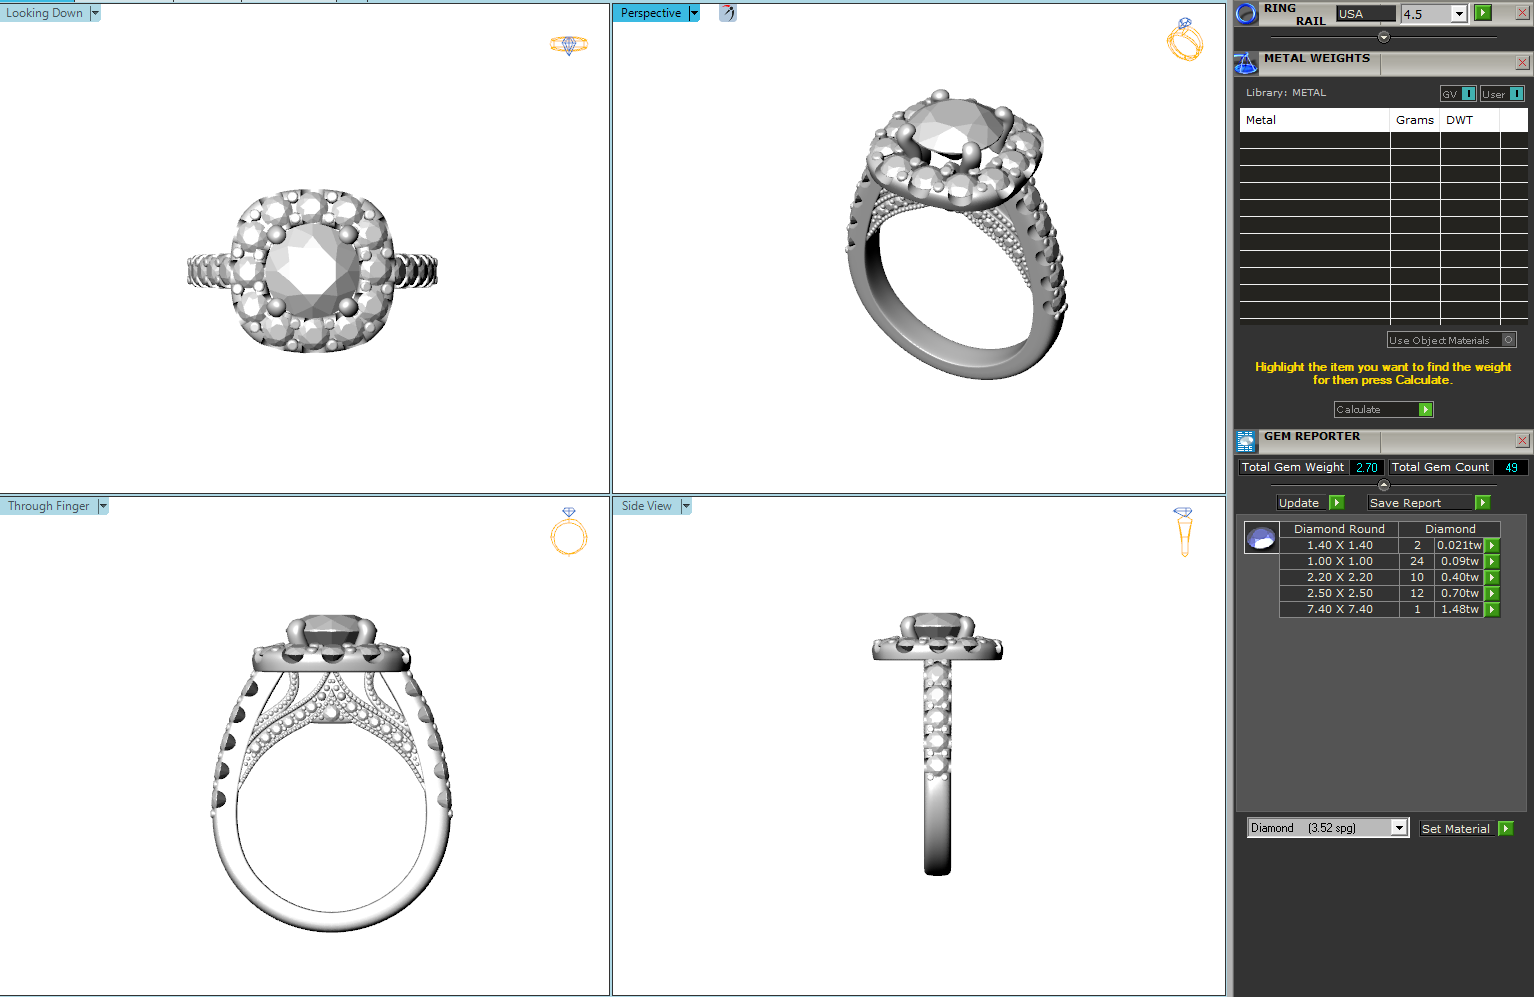 Looking Down
Perspective
Through Finger
Side View
RING RAIL USA 4.5
METAL WEIGHTS
Library: METAL GV I User I
Metal Grams DWT
Use Object Materials
Highlight the item you want to find the weight
for then press Calculate.
Calculate
GEM REPORTER
Total Gem Weight 2.70 Total Gem Count 49
Update Save Report
Diamond Round Diamond
1.40 X 1.40 2 0.021tw
1.00 X 1.00 24 0.09tw
2.20 X 2.20 10 0.40tw
2.50 X 2.50 12 0.70tw
7.40 X 7.40 1 1.48tw
Diamond (3.52 spg) Set Material